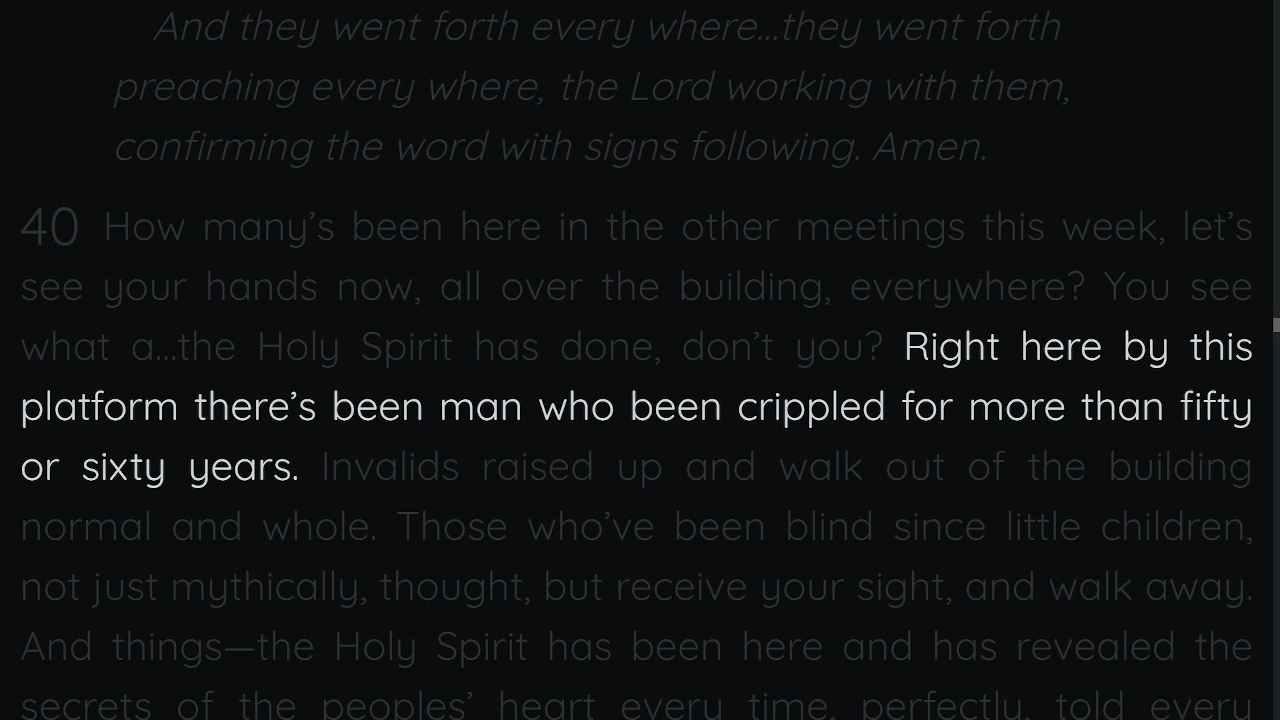 And they went forth every where...they went forth
preaching every where, the Lord working with them,
confirming the word with signs following. Amen.
40 How many’s been here in the other meetings this week, let’s
see your hands now, all over the building, everywhere? You see
what a...the Holy Spirit has done, don’t you? Right here by this
platform there’s been man who been crippled for more than fifty
or sixty years. Invalids raised up and walk out of the building
normal and whole. Those who’ve been blind since little children,
not just mythically, thought, but receive your sight, and walk away.
And things—the Holy Spirit has been here and has revealed the
secrets of the peoples’ heart every time, perfectly, told every